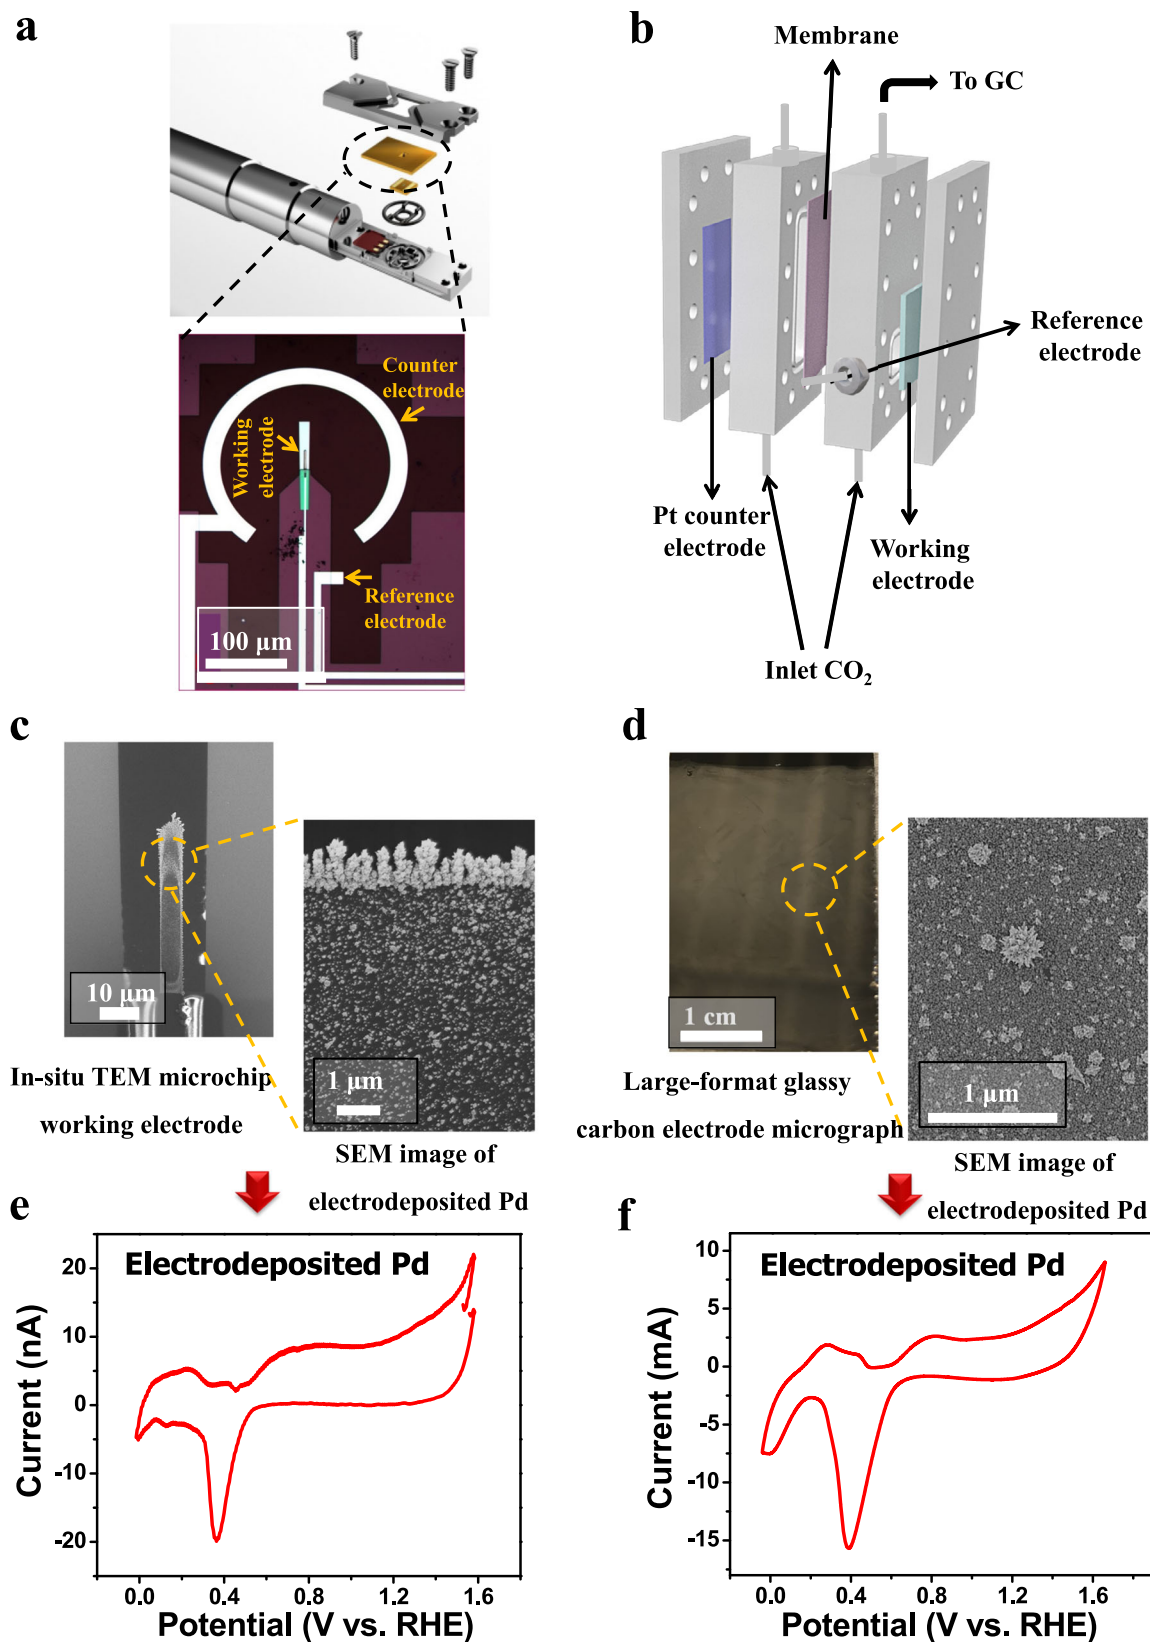 a
Counter
electrode
Working
electrode
Reference
electrode
100 µm
b
Membrane
To GC
Reference
electrode
Pt counter
electrode
Working
electrode
Inlet CO₂
c
10 µm
1 µm
In-situ TEM microchip
working electrode
SEM image of
electrodeposited Pd
d
1 cm
1 µm
Large-format glassy
carbon electrode micrograph
SEM image of
electrodeposited Pd
e
Electrodeposited Pd
20
10
0
-10
-20
Current (nA)
0.0 0.4 0.8 1.2 1.6
Potential (V vs. RHE)
f
Electrodeposited Pd
10
5
0
-5
-10
-15
Current (mA)
0.0 0.4 0.8 1.2 1.6
Potential (V vs. RHE)